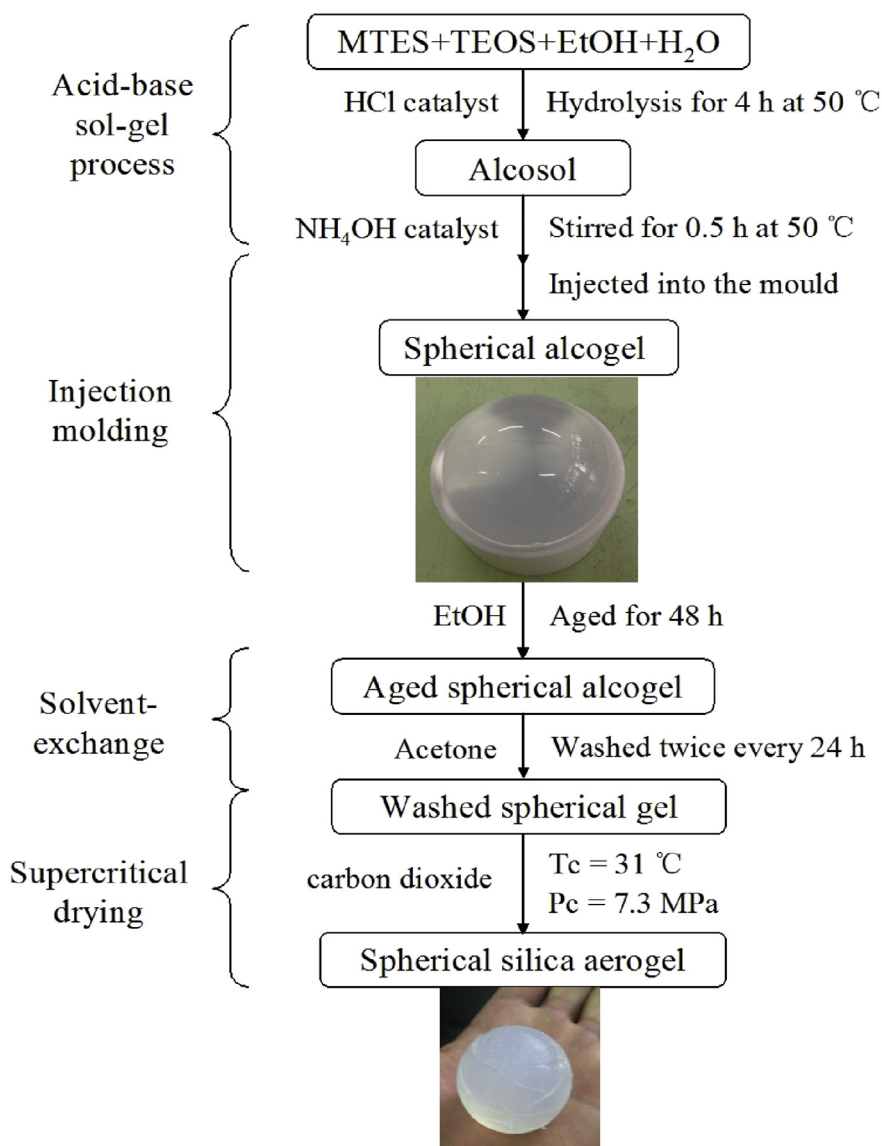 MTES+TEOS+EtOH+H₂O
Acid-base
sol-gel
process
HCl catalyst
Hydrolysis for 4 h at 50 ℃
Alcosol
NH₄OH catalyst
Stirred for 0.5 h at 50 ℃
Injected into the mould
Spherical alcogel
Injection
molding
EtOH
Aged for 48 h
Aged spherical alcogel
Solvent-
exchange
Acetone
Washed twice every 24 h
Washed spherical gel
Supercritical
drying
carbon dioxide
Tc = 31 ℃
Pc = 7.3 MPa
Spherical silica aerogel